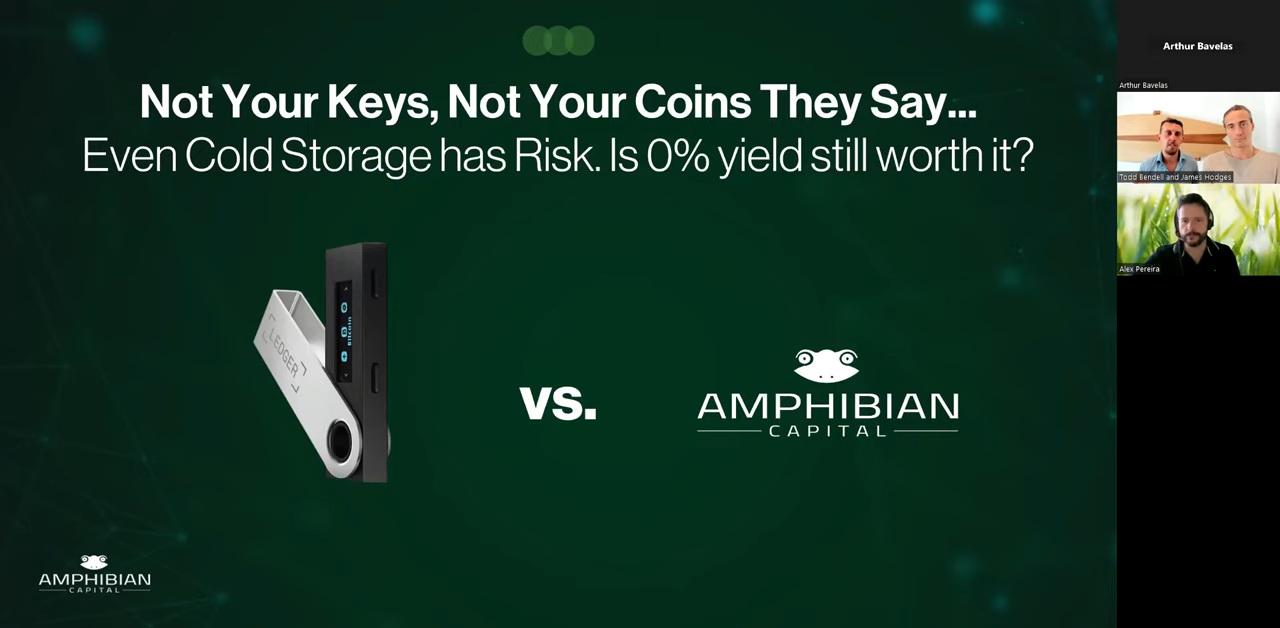 Not Your Keys, Not Your Coins They Say...
Even Cold Storage has Risk. Is 0% yield still worth it?
LEDGER
Bitcoin
vs.
AMPHIBIAN
CAPITAL
AMPHIBIAN
CAPITAL
Arthur Bavelas
Arthur Bavelas
Todd Bendell and James Hodges
Alex Pereira